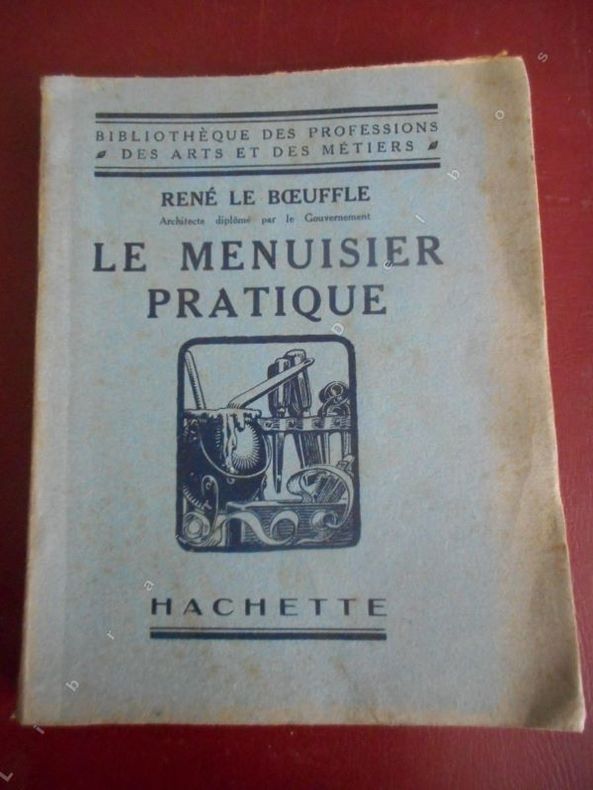 BIBLIOTHÈQUE DES PROFESSIONS
DES ARTS ET DES MÉTIERS
RENÉ LE BŒUFFLE
Architecte diplômé par le Gouvernement
LE MENUISIER
PRATIQUE
HACHETTE